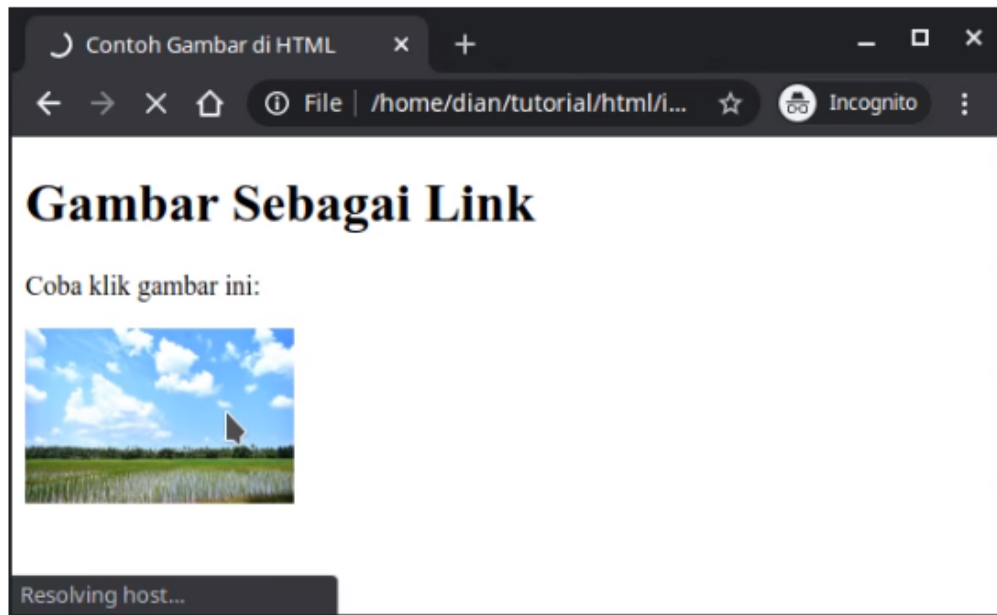 Contoh Gambar di HTML
File | /home/dian/tutorial/html/i... Incognito
Gambar Sebagai Link
Coba klik gambar ini:
Resolving host...